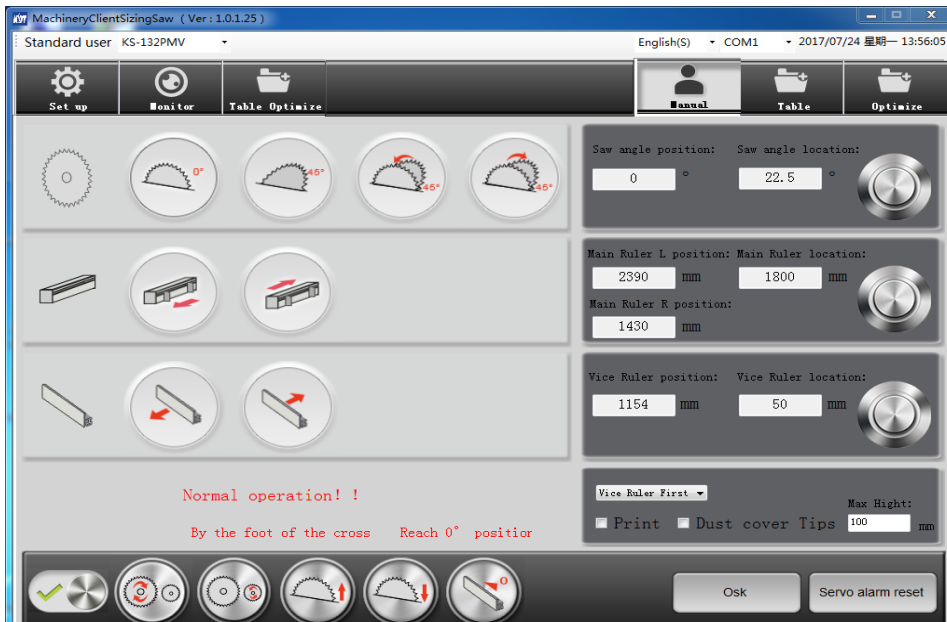 KDT MachineryClientSizingSaw ( Ver : 1.0.1.25 )
Standard user KS-132PMV English(S) COM1 2017/07/24 星期一 13:56:05
Set up Monitor Table Optimize Manual Table Optimize
0° 45° 45° 45°
Saw angle position: Saw angle location:
0 ° 22.5 °
Main Ruler L position: Main Ruler location:
2390 mm 1800 mm
Main Ruler R position:
1430 mm
Vice Ruler position: Vice Ruler location:
1154 mm 50 mm
Normal operation!!
By the foot of the cross Reach 0° position
Vice Ruler First
Max Hight:
Print Dust cover Tips 100 mm
Osk Servo alarm reset